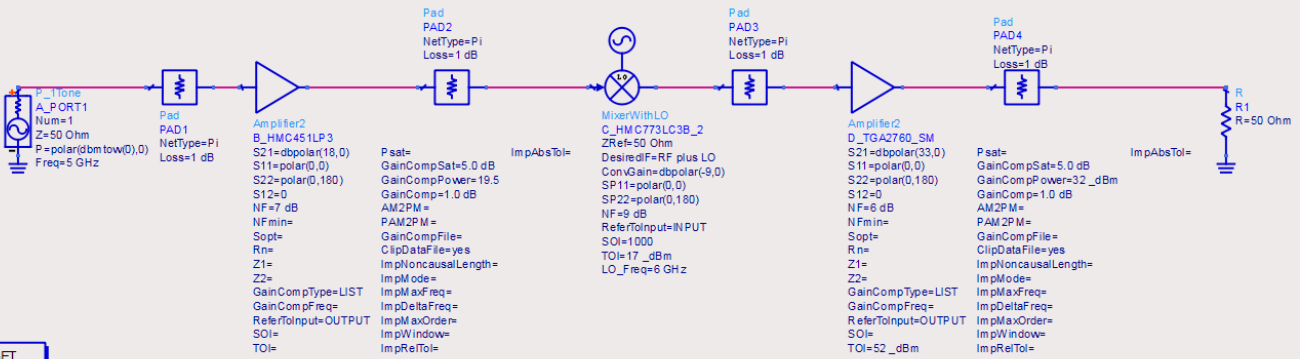 P_1Tone
A_PORT1
Num=1
Z=50 Ohm
P=polar(dbmtow(0),0)
Freq=5 GHz
Pad
PAD1
NetType=Pi
Loss=1 dB
Amplifier2
B_HMC451LP3
S21=dbpolar(18,0)
S11=polar(0,0)
S22=polar(0,180)
S12=0
NF=7 dB
NFmin=
Sopt=
Rn=
Z1=
Z2=
GainCompType=LIST
GainCompFreq=
ReferToInput=OUTPUT
SOI=
TOI=
Psat=
GainCompSat=5.0 dB
GainCompPower=19.5
GainComp=1.0 dB
AM2PM=
PAM2PM=
GainCompFile=
ClipDataFile=yes
ImpNoncausalLength=
ImpMode=
ImpMaxFreq=
ImpDeltaFreq=
ImpMaxOrder=
ImpWindow=
ImpRelTol=
ImpAbsTol=
Pad
PAD2
NetType=Pi
Loss=1 dB
LO
MixerWithLO
C_HMC773LC3B_2
ZRef=50 Ohm
DesiredIF=RF plus LO
ConvGain=dbpolar(-9,0)
SP11=polar(0,0)
SP22=polar(0,180)
NF=9 dB
ReferToInput=INPUT
SOI=1000
TOI=17 _dBm
LO_Freq=6 GHz
Pad
PAD3
NetType=Pi
Loss=1 dB
Amplifier2
D_TGA2760_SM
S21=dbpolar(33,0)
S11=polar(0,0)
S22=polar(0,180)
S12=0
NF=6 dB
NFmin=
Sopt=
Rn=
Z1=
Z2=
GainCompType=LIST
GainCompFreq=
ReferToInput=OUTPUT
SOI=
TOI=52 _dBm
Psat=
GainCompSat=5.0 dB
GainCompPower=32 _dBm
GainComp=1.0 dB
AM2PM=
PAM2PM=
GainCompFile=
ClipDataFile=yes
ImpNoncausalLength=
ImpMode=
ImpMaxFreq=
ImpDeltaFreq=
ImpMaxOrder=
ImpWindow=
ImpRelTol=
ImpAbsTol=
Pad
PAD4
NetType=Pi
Loss=1 dB
R
R1
R=50 Ohm